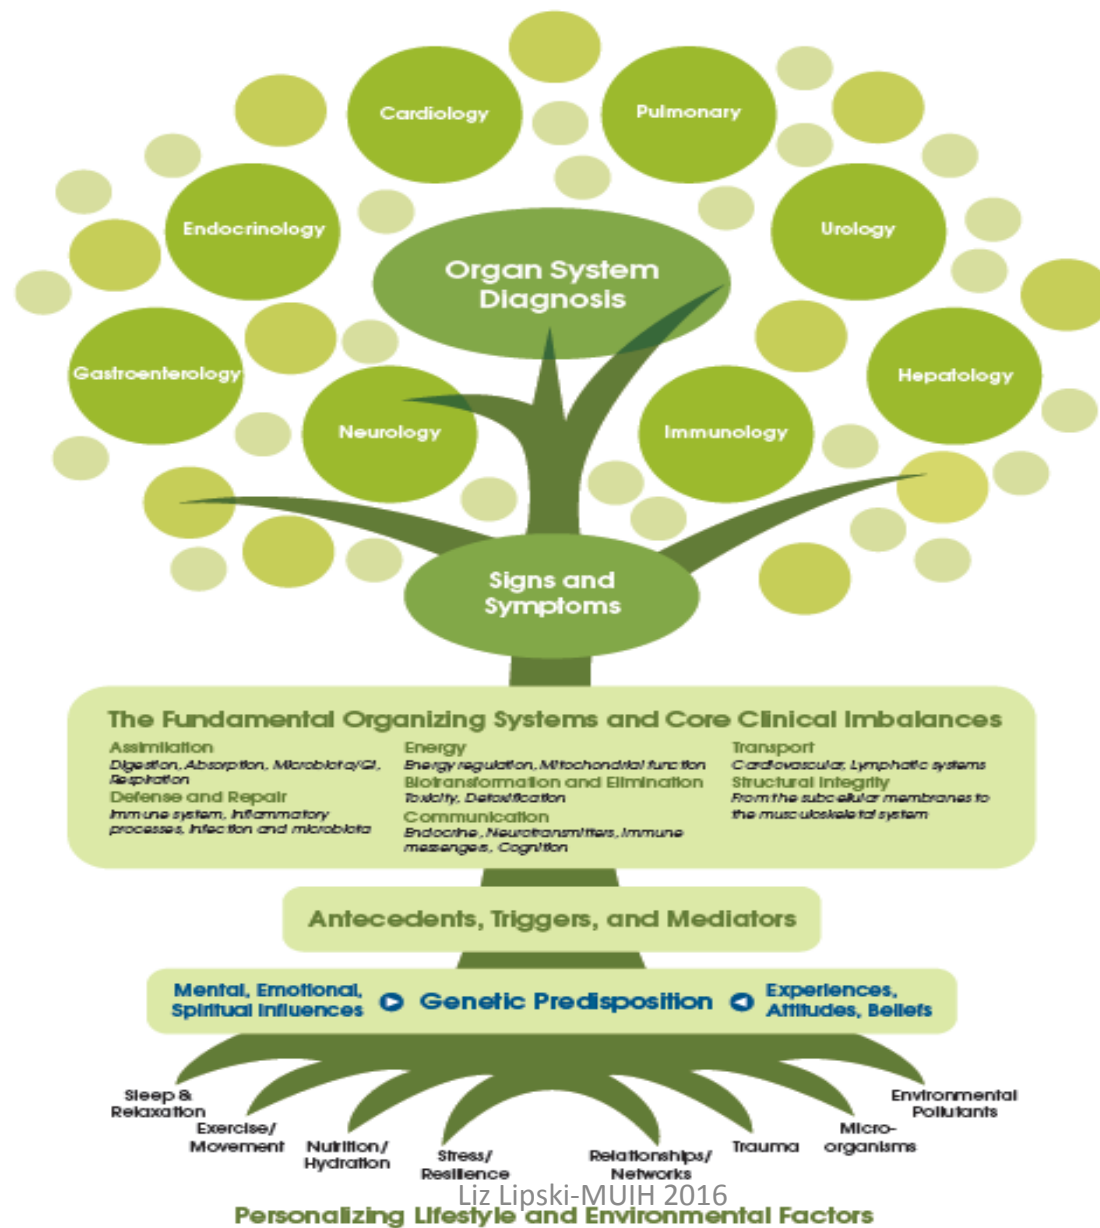 Cardiology
Pulmonary
Endocrinology
Urology
Organ System
Diagnosis
Gastroenterology
Hepatology
Neurology
Immunology
Signs and
Symptoms
The Fundamental Organizing Systems and Core Clinical Imbalances
Assimilation
Digestion, Absorption, Microbiota/GI,
Respiration
Defense and Repair
Immune system, Inflammatory
processes, Infection and microbiota
Energy
Energy regulation, Mitochondrial function
Biotransformation and Elimination
Toxicity, Detoxification
Communication
Endocrine, Neurotransmitters, Immune
messengers, Cognition
Transport
Cardiovascular, Lymphatic systems
Structural Integrity
From the subcellular membranes to
the musculoskeletal system
Antecedents, Triggers, and Mediators
Mental, Emotional,
Spiritual Influences
Genetic Predisposition
Experiences,
Attitudes, Beliefs
Sleep &
Relaxation
Exercise/
Movement
Nutrition/
Hydration
Stress/
Resilience
Relationships/
Networks
Trauma
Micro-
organisms
Environmental
Pollutants
Liz Lipski-MUIH 2016
Personalizing Lifestyle and Environmental Factors